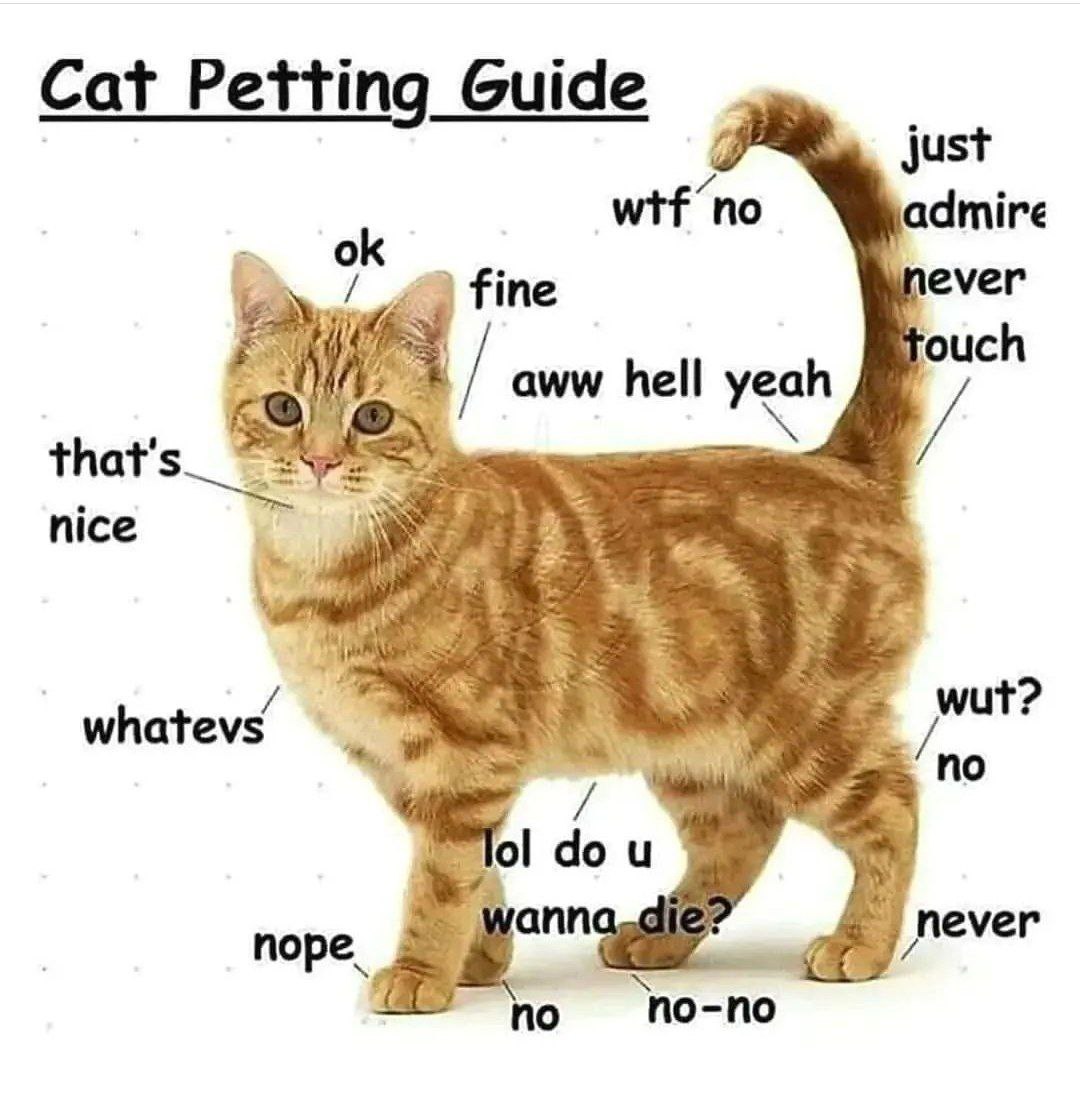 Cat Petting Guide
just
admire
never
touch
wtf no
ok
fine
aww hell yeah
that's
nice
whatevs
wut?
no
lol do u
wanna die?
never
nope
no
no-no